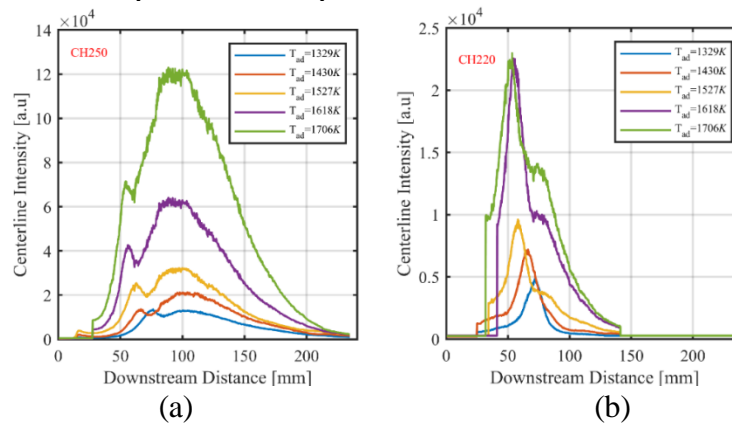 ×10⁴
14
12
10
8
6
4
2
0
0 50 100 150 200
Centerline Intensity [a.u]
Downstream Distance [mm]
CH250
T_ad=1329K
T_ad=1430K
T_ad=1527K
T_ad=1618K
T_ad=1706K
(a)
×10⁴
2.5
2
1.5
1
0.5
0
0 50 100 150 200
Centerline Intensity [a.u]
Downstream Distance [mm]
CH220
T_ad=1329K
T_ad=1430K
T_ad=1527K
T_ad=1618K
T_ad=1706K
(b)